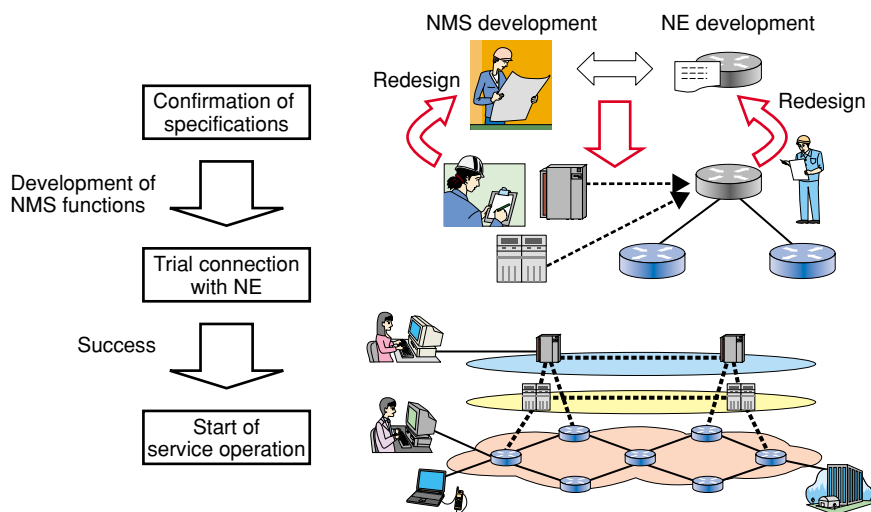 NMS development
NE development
Redesign
Redesign
Confirmation of
specifications
Development of
NMS functions
Trial connection
with NE
Success
Start of
service operation